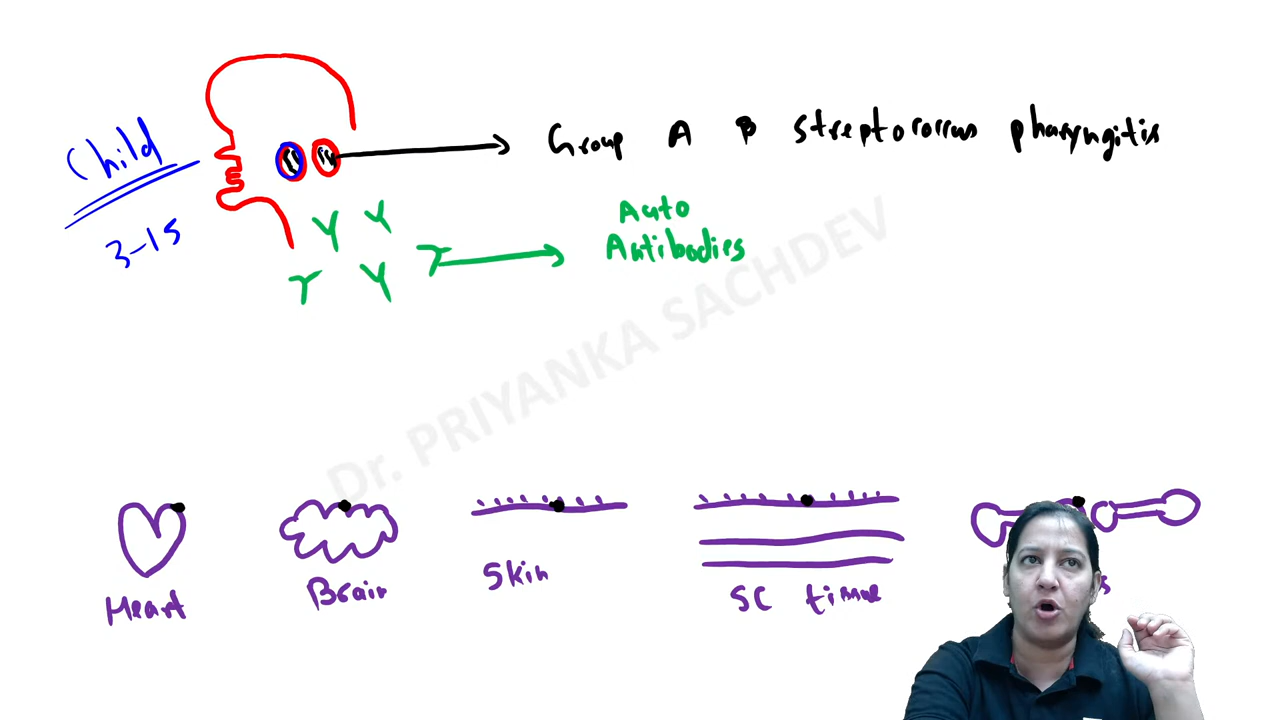 Child
3-15
Group A β streptococcus pharyngitis
Auto
Antibodies
Dr. PRIYANKA SACHDEV
Heart
Brain
Skin
SC tissue